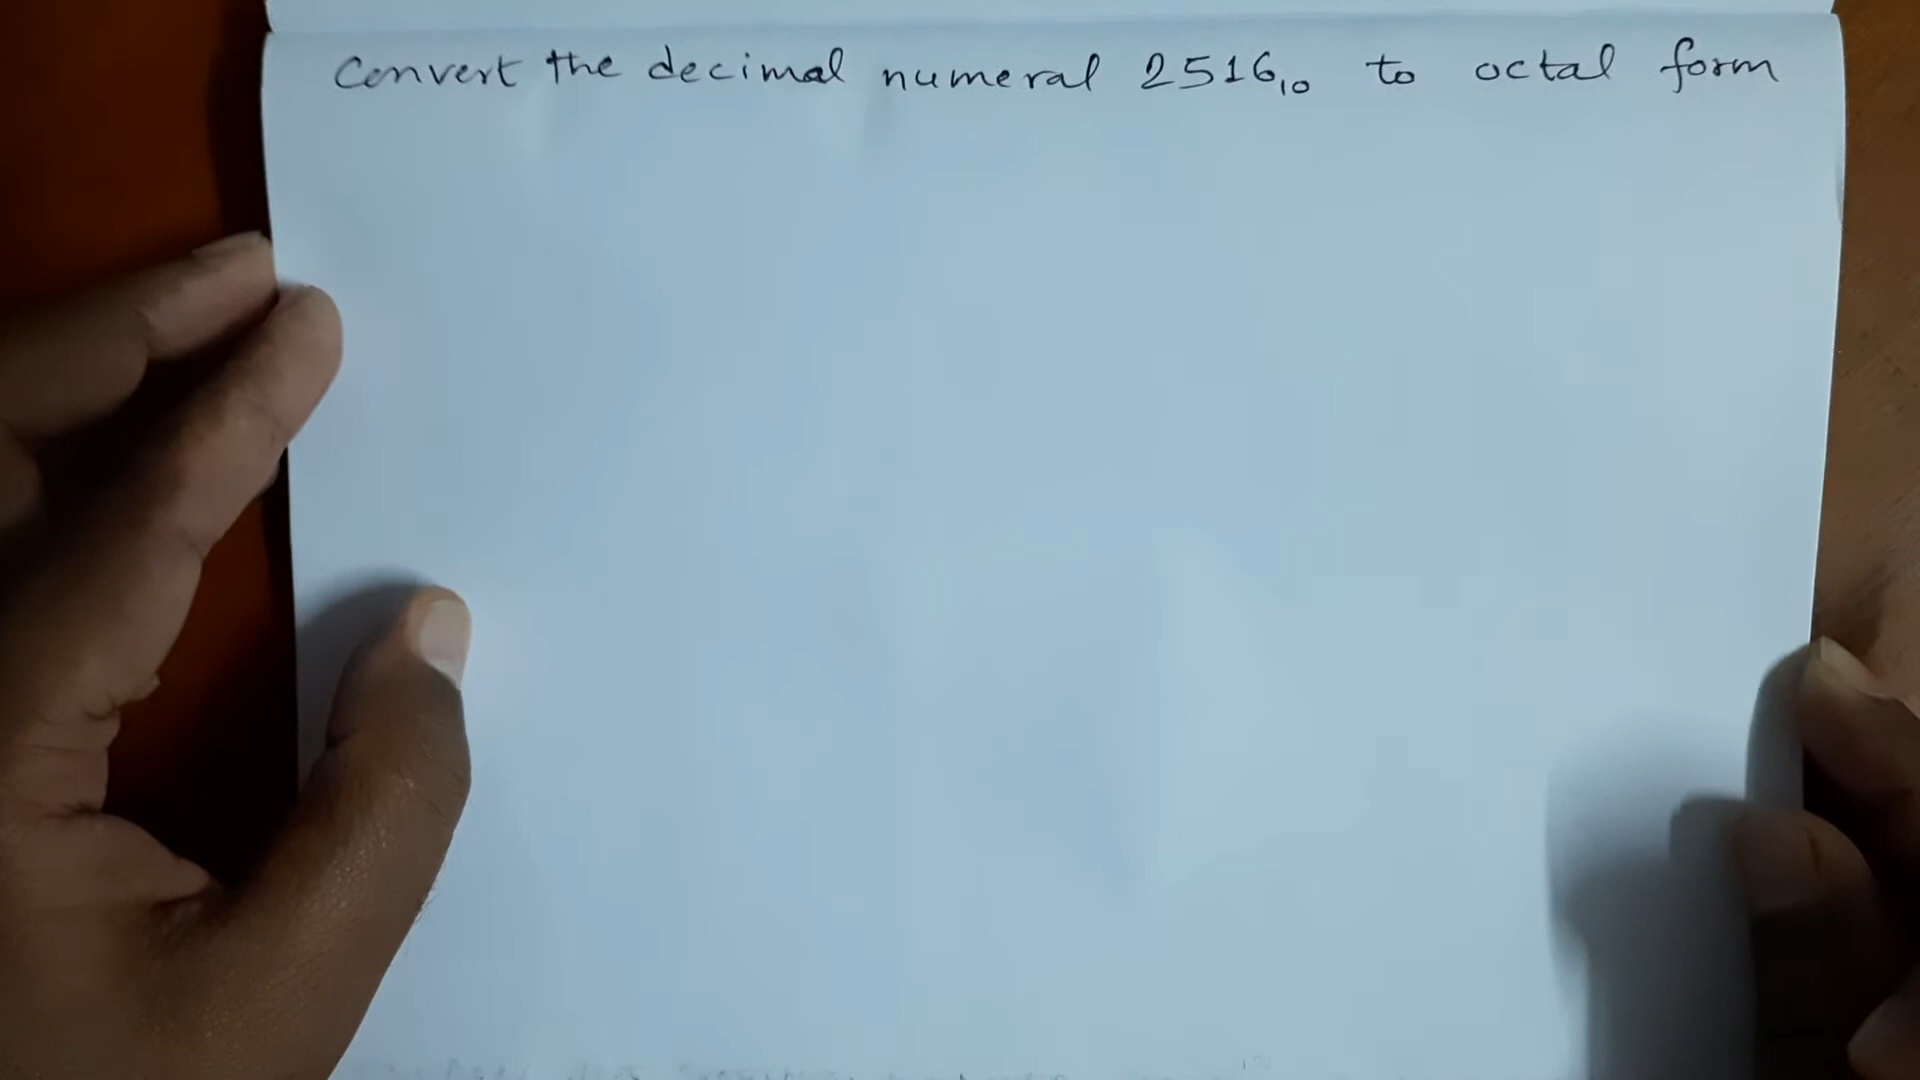 Convert the decimal numeral 2516₁₀ to octal form